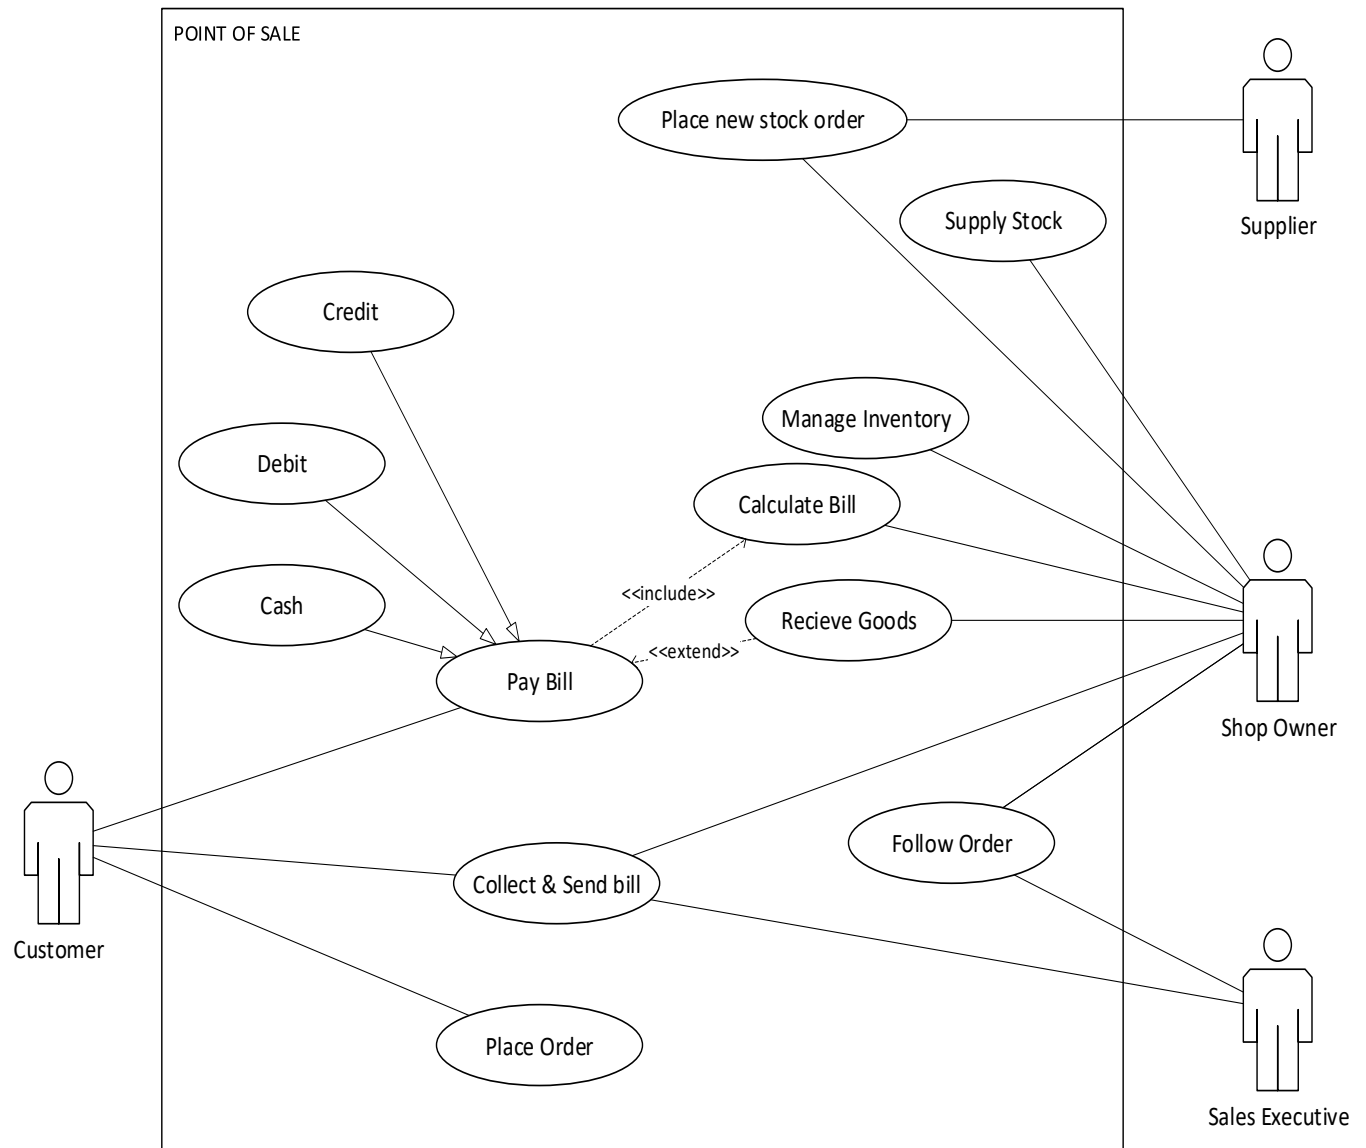 POINT OF SALE
Place new stock order
Supply Stock
Supplier
Credit
Manage Inventory
Debit
Calculate Bill
<<include>>
Cash
Recieve Goods
<<extend>>
Pay Bill
Shop Owner
Follow Order
Collect & Send bill
Customer
Place Order
Sales Executive